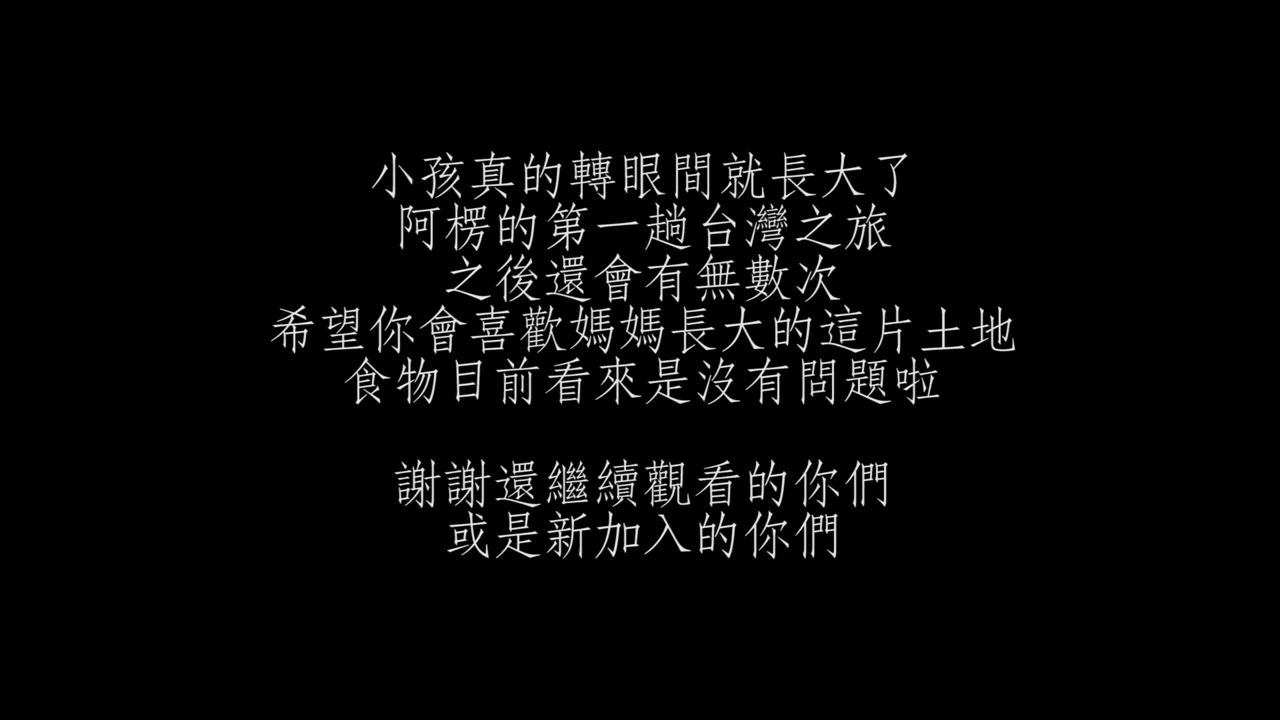 小孩真的轉眼間就長大了
阿楞的第一趟台灣之旅
之後還會有無數次
希望你會喜歡媽媽長大的這片土地
食物目前看來是沒有問題啦
謝謝還繼續觀看的你們
或是新加入的你們